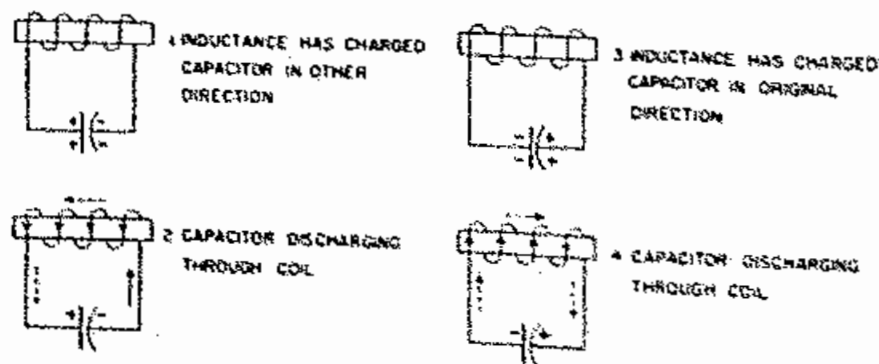 1 INDUCTANCE HAS CHARGED
CAPACITOR IN OTHER
DIRECTION
3 INDUCTANCE HAS CHARGED
CAPACITOR IN ORIGINAL
DIRECTION
2 CAPACITOR DISCHARGING
THROUGH COIL
4 CAPACITOR DISCHARGING
THROUGH COIL